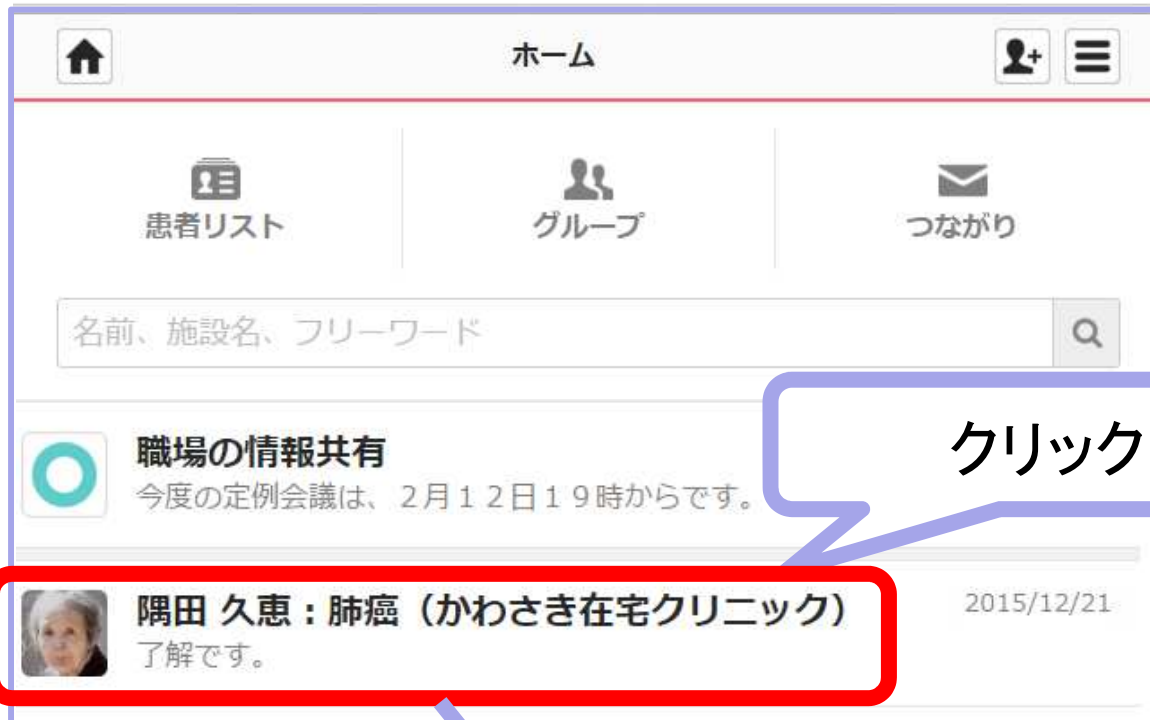 ホーム
患者リスト
グループ
つながり
名前、施設名、フリーワード
クリック
職場の情報共有
今度の定例会議は、２月１２日１９時からです。
隅田 久恵：肺癌（かわさき在宅クリニック）
2015/12/21
了解です。